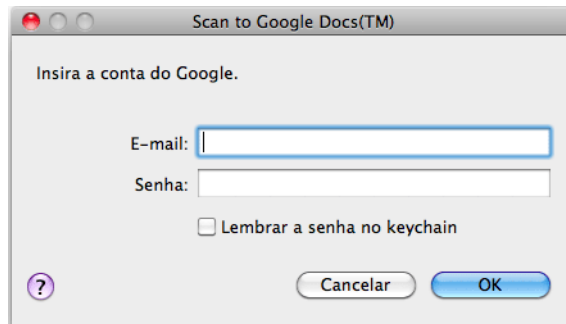 Scan to Google Docs(TM)
Insira a conta do Google.
E-mail:
Senha:
Lembrar a senha no keychain
? Cancelar OK